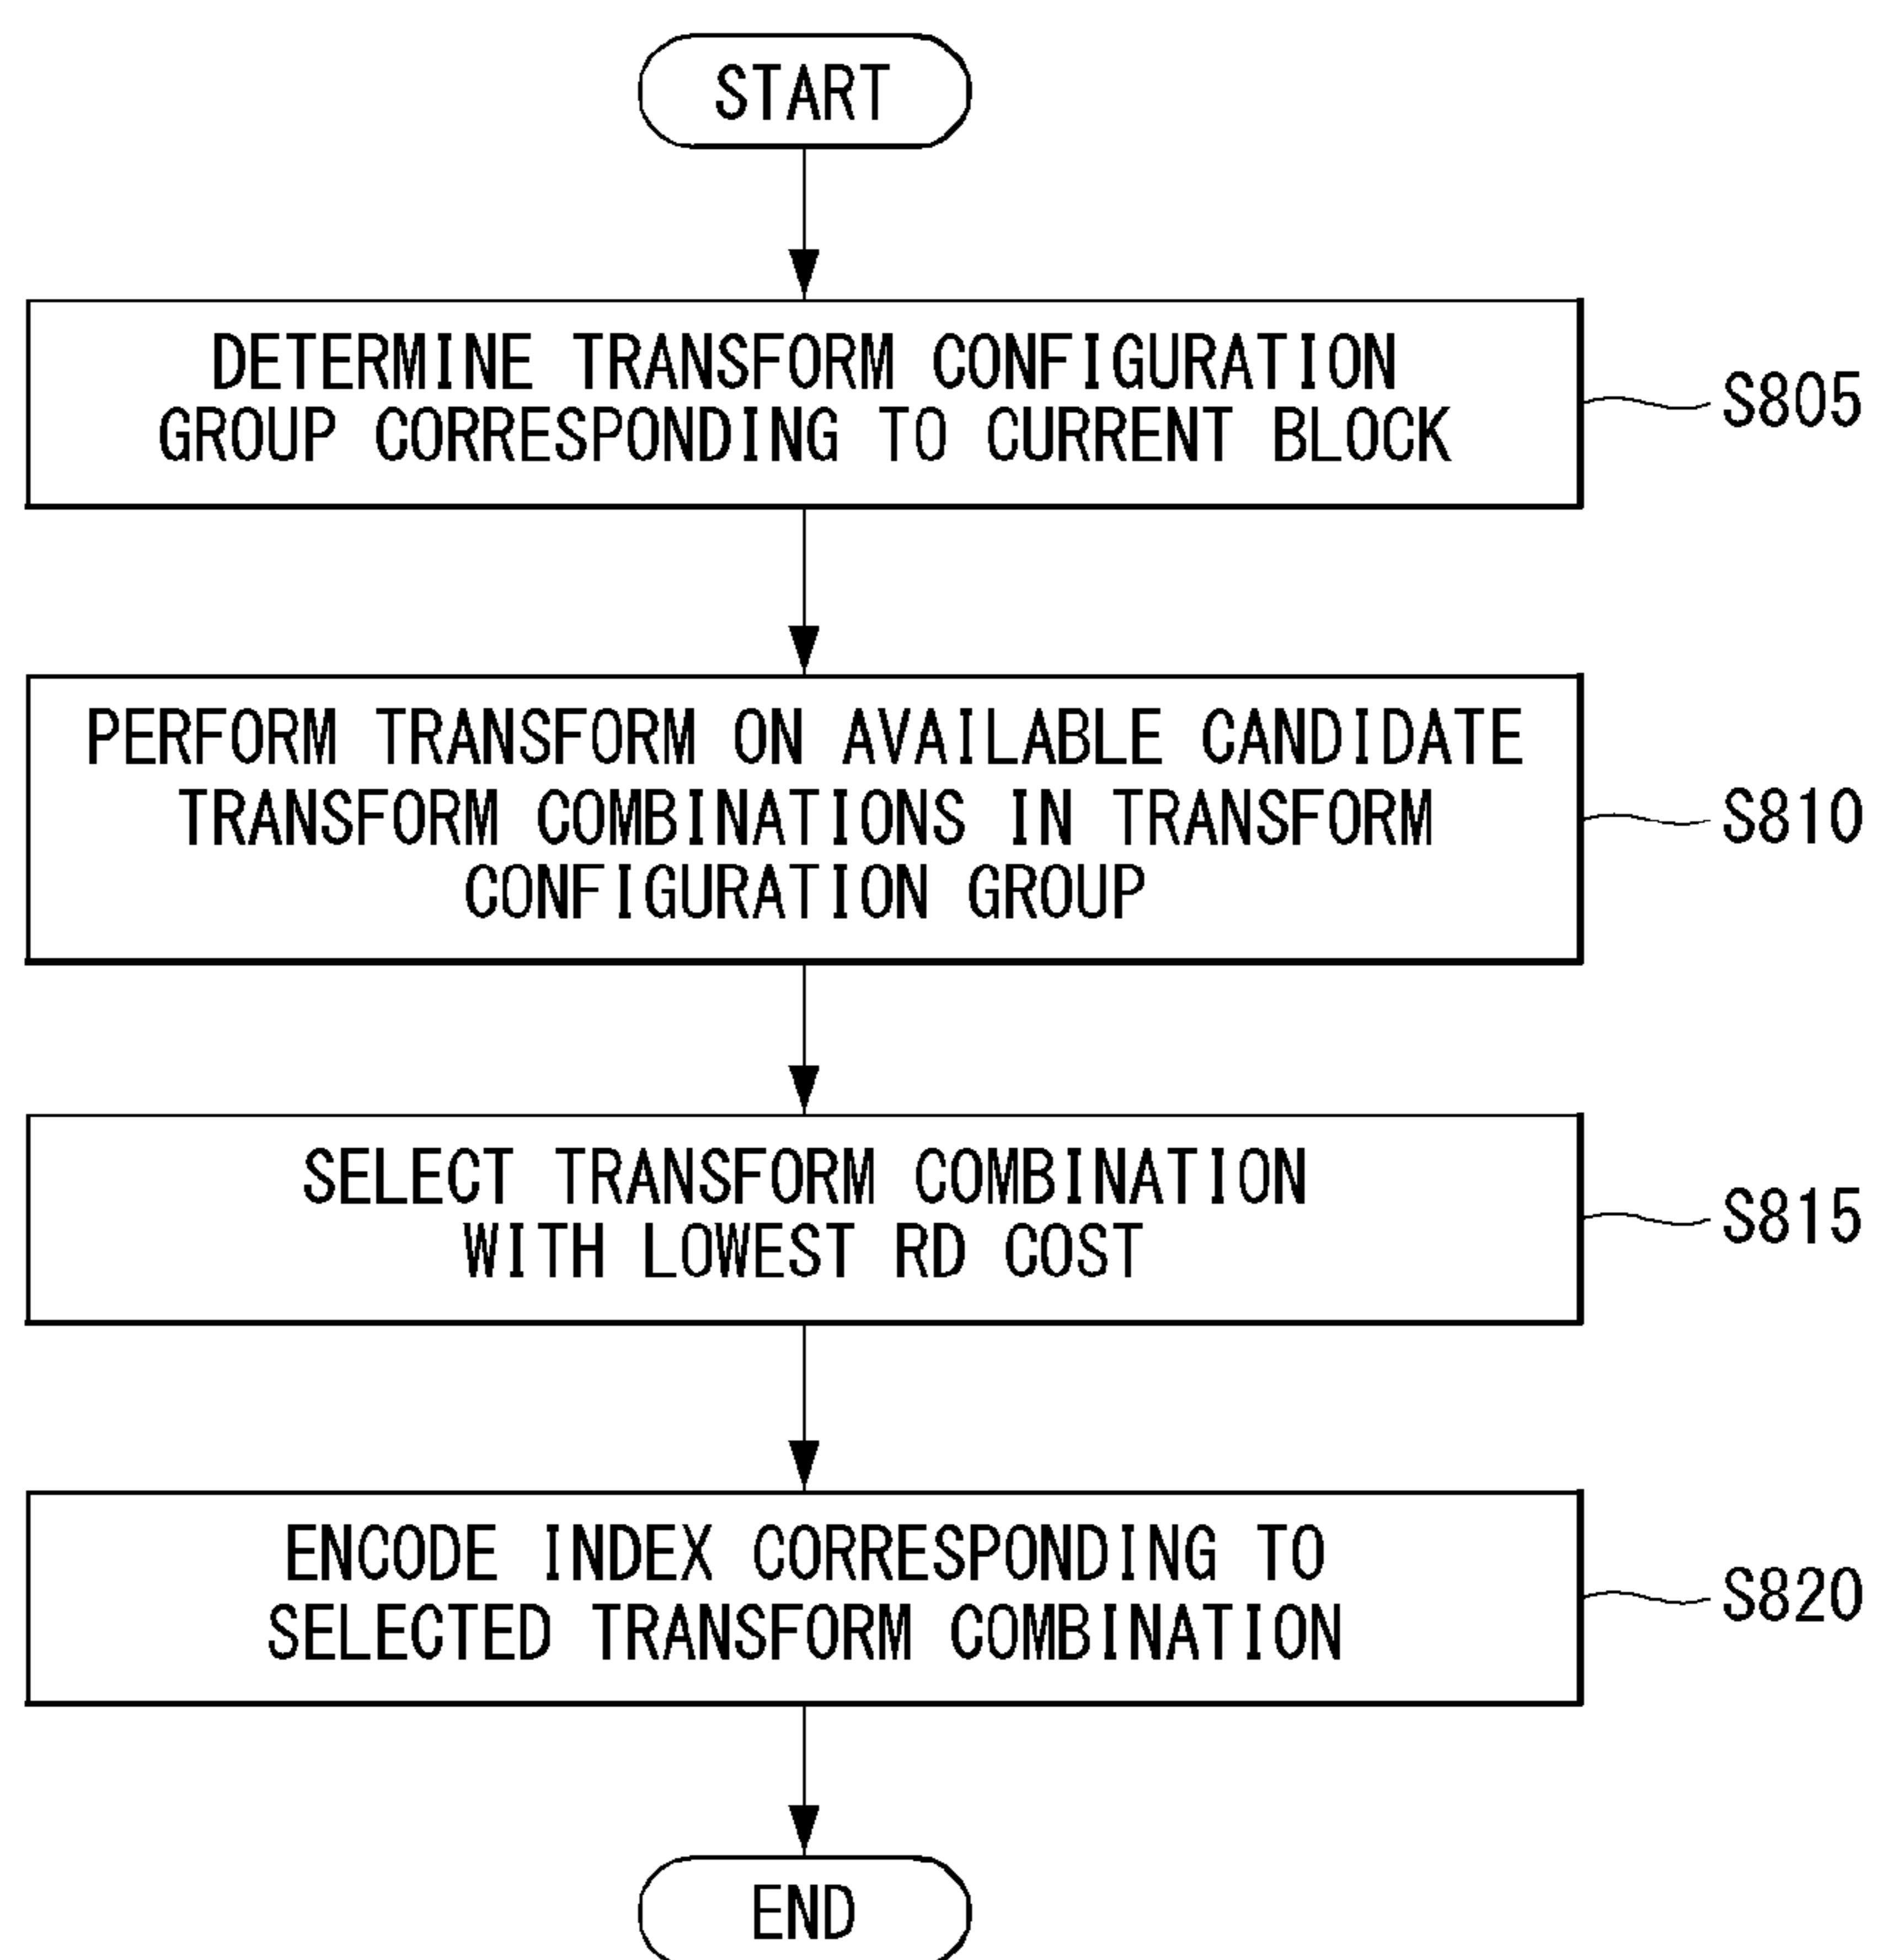 START
DETERMINE TRANSFORM CONFIGURATION
GROUP CORRESPONDING TO CURRENT BLOCK
S805
PERFORM TRANSFORM ON AVAILABLE CANDIDATE
TRANSFORM COMBINATIONS IN TRANSFORM
CONFIGURATION GROUP
S810
SELECT TRANSFORM COMBINATION
WITH LOWEST RD COST
S815
ENCODE INDEX CORRESPONDING TO
SELECTED TRANSFORM COMBINATION
S820
END